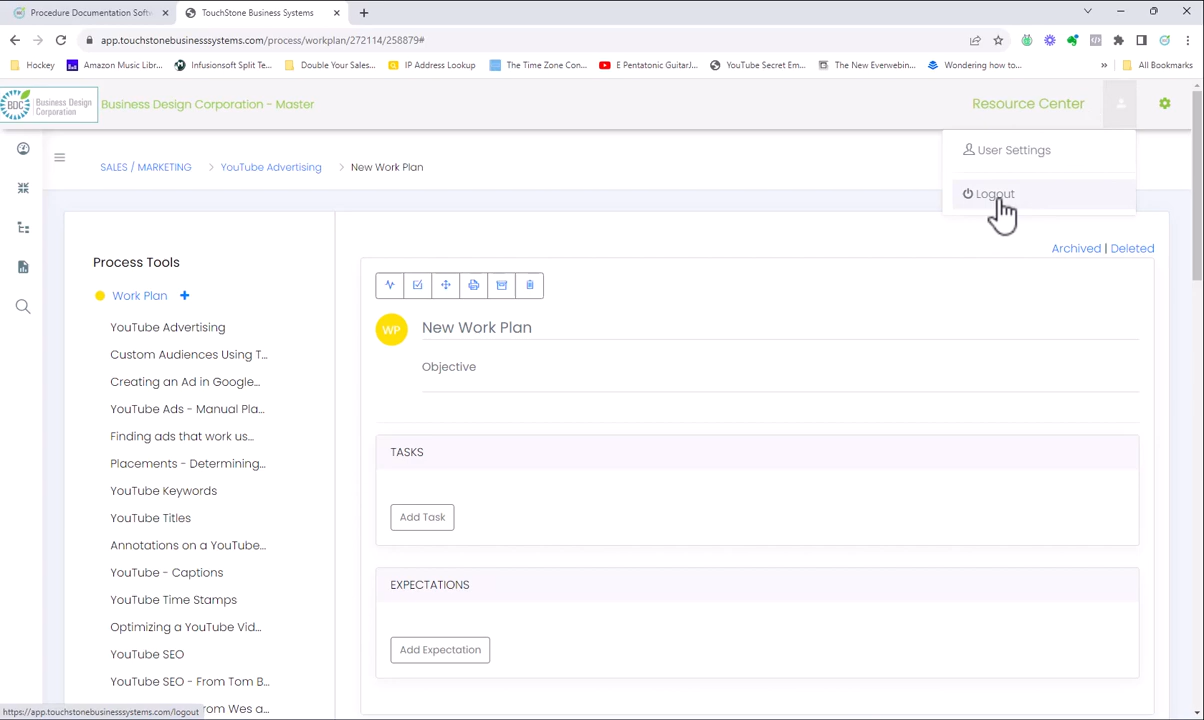 Procedure Documentation Softw
TouchStone Business Systems
app.touchstonebusinesssystems.com/process/workplan/272114/258879#
Hockey
Amazon Music Libr...
Infusionsoft Split Te...
Double Your Sales...
IP Address Lookup
The Time Zone Con...
E Pentatonic GuitarJ...
YouTube Secret Em...
The New Everwebin...
Wondering how to...
»
All Bookmarks
BDC Business Design Corporation
Business Design Corporation - Master
Resource Center
User Settings
Logout
SALES / MARKETING > YouTube Advertising > New Work Plan
Archived | Deleted
Process Tools
Work Plan +
YouTube Advertising
Custom Audiences Using T...
Creating an Ad in Google...
YouTube Ads - Manual Pla...
Finding ads that work us...
Placements - Determining...
YouTube Keywords
YouTube Titles
Annotations on a YouTube...
YouTube - Captions
YouTube Time Stamps
Optimizing a YouTube Vid...
YouTube SEO
YouTube SEO - From Tom B...
rom Wes a...
WP
New Work Plan
Objective
TASKS
Add Task
EXPECTATIONS
Add Expectation
https://app.touchstonebusinesssystems.com/logout